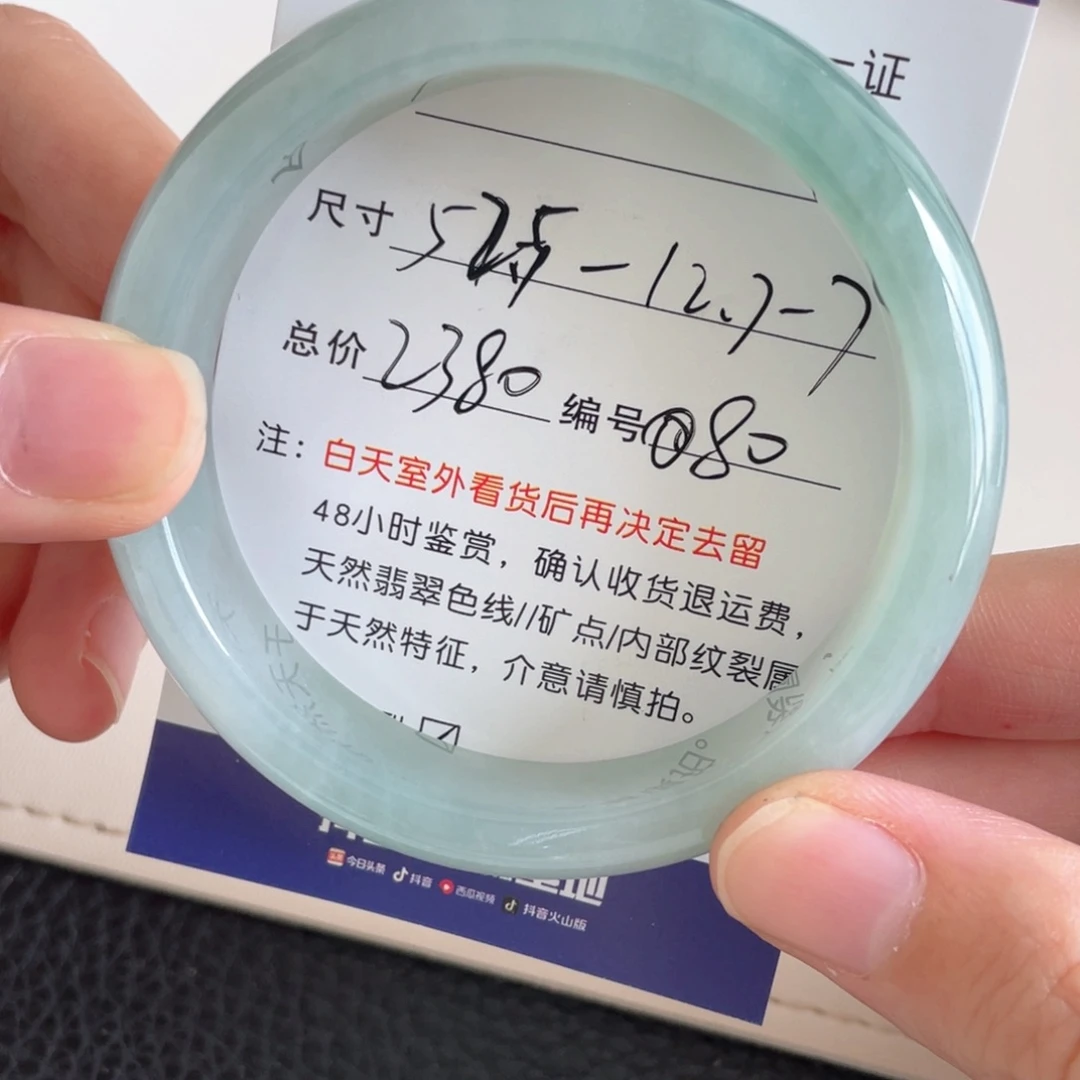 一证
尺寸 52.5-12.7-7
总价 2380 编号 080
注：白天室外看货后再决定去留
48小时鉴赏，确认收货退运费，
天然翡翠色线//矿点/内部纹裂属
于天然特征，介意请慎拍。
今日头条 抖音 西瓜视频 抖音火山版